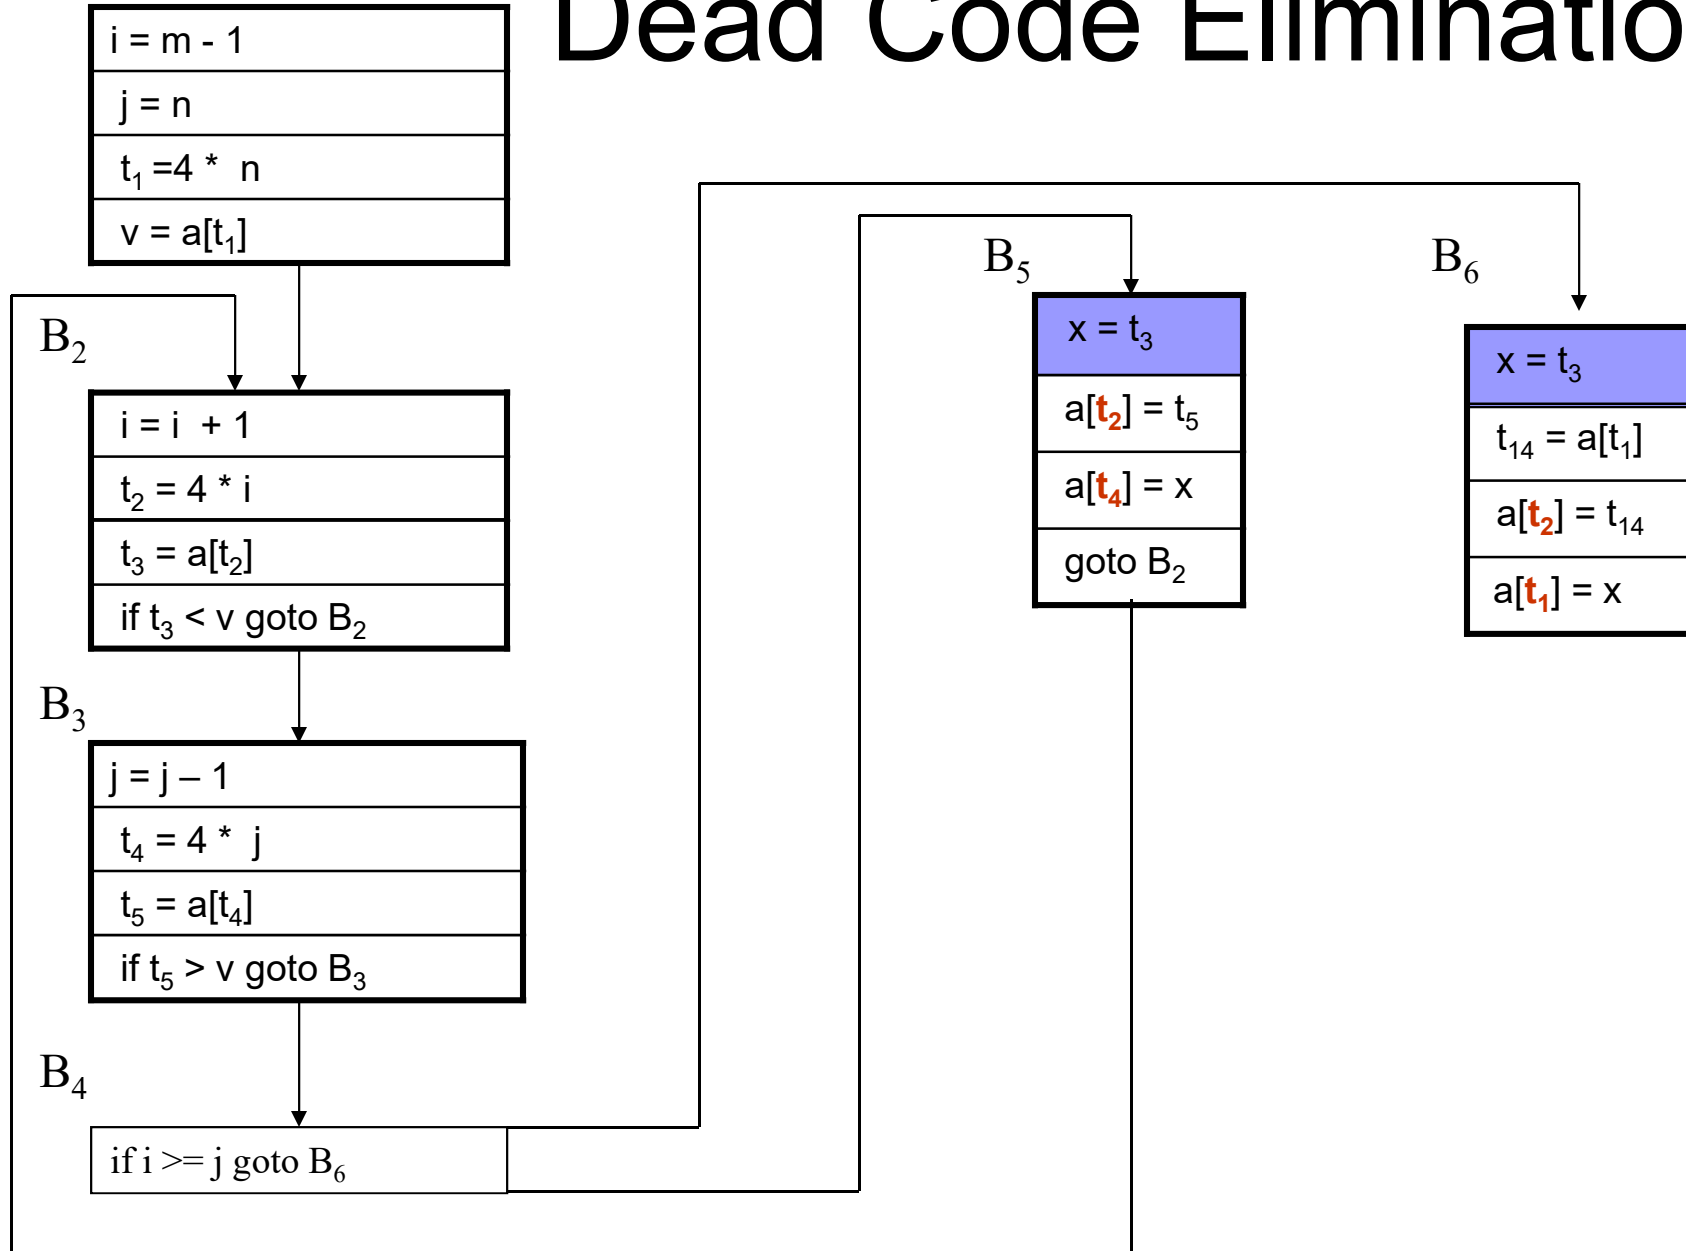 Dead Code Eliminatio
i = m - 1
j = n
t₁ =4 * n
v = a[t₁]
B₂
i = i + 1
t₂ = 4 * i
t₃ = a[t₂]
if t₃ < v goto B₂
B₃
j = j – 1
t₄ = 4 * j
t₅ = a[t₄]
if t₅ > v goto B₃
B₄
if i >= j goto B₆
B₅
x = t₃
a[t₂] = t₅
a[t₄] = x
goto B₂
B₆
x = t₃
t₁₄ = a[t₁]
a[t₂] = t₁₄
a[t₁] = x